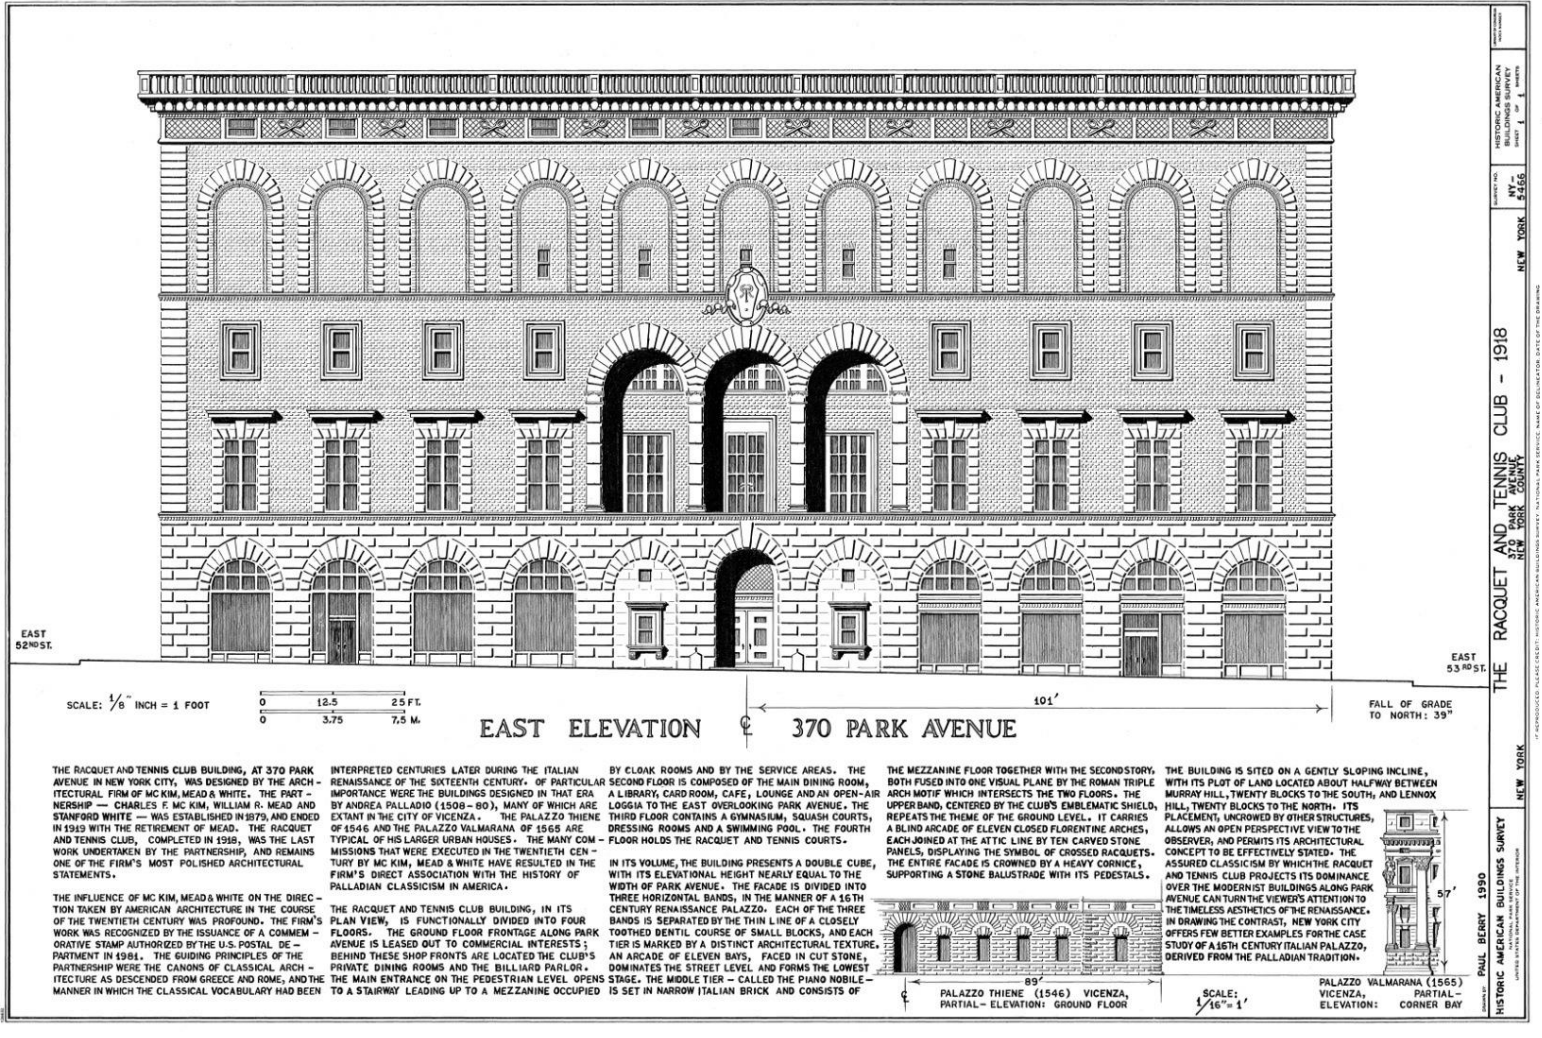 EAST
52ND ST.
EAST
53RD ST.
SCALE: 1/8" INCH = 1 FOOT
0 12.5 25 FT.
0 3.75 7.5 M.
101'
FALL OF GRADE
TO NORTH: 39"
EAST ELEVATION ℄ 370 PARK AVENUE
THE RACQUET AND TENNIS CLUB BUILDING, AT 370 PARK
AVENUE IN NEW YORK CITY, WAS DESIGNED BY THE ARCH-
ITECTURAL FIRM OF MC KIM, MEAD & WHITE. THE PART-
NERSHIP — CHARLES F. MC KIM, WILLIAM R. MEAD AND
STANFORD WHITE — WAS ESTABLISHED IN 1879, AND ENDED
IN 1919 WITH THE RETIREMENT OF MEAD. THE RACQUET
AND TENNIS CLUB, COMPLETED IN 1918, WAS THE LAST
WORK UNDERTAKEN BY THE PARTNERSHIP, AND REMAINS
ONE OF THE FIRM'S MOST POLISHED ARCHITECTURAL
STATEMENTS.
THE INFLUENCE OF MC KIM, MEAD & WHITE ON THE DIREC-
TION TAKEN BY AMERICAN ARCHITECTURE IN THE COURSE
OF THE TWENTIETH CENTURY WAS PROFOUND. THE FIRM'S
WORK WAS RECOGNIZED BY THE ISSUANCE OF A COMMEM-
ORATIVE STAMP AUTHORIZED BY THE U.S. POSTAL DE-
PARTMENT IN 1981. THE GUIDING PRINCIPLES OF THE
PARTNERSHIP WERE THE CANONS OF CLASSICAL ARCH-
ITECTURE AS DESCENDED FROM GREECE AND ROME, AND THE
MANNER IN WHICH THE CLASSICAL VOCABULARY HAD BEEN
INTERPRETED CENTURIES LATER DURING THE ITALIAN
RENAISSANCE OF THE SIXTEENTH CENTURY. OF PARTICULAR
IMPORTANCE WERE THE BUILDINGS DESIGNED IN THAT ERA
BY ANDREA PALLADIO (1508-80), MANY OF WHICH ARE
EXTANT IN THE CITY OF VICENZA. THE PALAZZO THIENE
OF 1546 AND THE PALAZZO VALMARANA OF 1565 ARE
TYPICAL OF HIS LARGER URBAN HOUSES. THE MANY COM-
MISSIONS THAT WERE EXECUTED IN THE TWENTIETH CEN-
TURY BY MC KIM, MEAD & WHITE HAVE RESULTED IN THE
FIRM'S DIRECT ASSOCIATION WITH THE HISTORY OF
PALLADIAN CLASSICISM IN AMERICA.
THE RACQUET AND TENNIS CLUB BUILDING, IN ITS
PLAN VIEW, IS FUNCTIONALLY DIVIDED INTO FOUR
FLOORS. THE GROUND FLOOR FRONTAGE ALONG PARK
AVENUE IS LEASED OUT TO COMMERCIAL INTERESTS;
BEHIND THESE SHOP FRONTS ARE LOCATED THE CLUB'S
PRIVATE DINING ROOMS AND THE BILLIARD PARLOR.
THE MAIN ENTRANCE ON THE PEDESTRIAN LEVEL OPENS
TO A STAIRWAY LEADING UP TO A MEZZANINE OCCUPIED
BY CLOAK ROOMS AND BY THE SERVICE AREAS. THE
SECOND FLOOR IS COMPOSED OF THE MAIN DINING ROOM,
A LIBRARY, CARD ROOM, CAFE, LOUNGE AND AN OPEN-AIR
LOGGIA TO THE EAST OVERLOOKING PARK AVENUE. THE
THIRD FLOOR CONTAINS A GYMNASIUM, SQUASH COURTS,
DRESSING ROOMS AND A SWIMMING POOL. THE FOURTH
FLOOR HOLDS THE RACQUET AND TENNIS COURTS.
IN ITS VOLUME, THE BUILDING PRESENTS A DOUBLE CUBE,
WITH ITS ELEVATIONAL HEIGHT NEARLY EQUAL TO THE
WIDTH OF PARK AVENUE. THE FACADE IS DIVIDED INTO
THREE HORIZONTAL BANDS, IN THE MANNER OF A 16TH
CENTURY RENAISSANCE PALAZZO. EACH OF THE THREE
BANDS IS SEPARATED BY THE THIN LINE OF A CLOSELY
TOOTHED DENTIL COURSE OF SMALL BLOCKS, AND EACH
TIER IS MARKED BY A DISTINCT ARCHITECTURAL TEXTURE.
AN ARCADE OF ELEVEN BAYS, FACED IN CUT STONE,
DOMINATES THE STREET LEVEL AND FORMS THE LOWEST
STAGE. THE MIDDLE TIER — CALLED THE PIANO NOBILE —
IS SET IN NARROW ITALIAN BRICK AND CONSISTS OF
THE MEZZANINE FLOOR TOGETHER WITH THE SECOND STORY,
BOTH FUSED INTO ONE VISUAL PLANE BY THE ROMAN TRIPLE
ARCH MOTIF WHICH INTERSECTS THE TWO FLOORS. THE
UPPER BAND, CENTERED BY THE CLUB'S EMBLEMATIC SHIELD,
REPEATS THE THEME OF THE GROUND LEVEL. IT CARRIES
A BLIND ARCADE OF ELEVEN CLOSED FLORENTINE ARCHES,
EACH JOINED AT THE ATTIC LINE BY TEN CARVED STONE
PANELS, DISPLAYING THE SYMBOL OF CROSSED RACQUETS.
THE ENTIRE FACADE IS CROWNED BY A HEAVY CORNICE,
SUPPORTING A STONE BALUSTRADE WITH ITS PEDESTALS.
THE BUILDING IS SITED ON A GENTLY SLOPING INCLINE,
WITH ITS PLOT OF LAND LOCATED ABOUT HALFWAY BETWEEN
MURRAY HILL, TWENTY BLOCKS TO THE SOUTH; AND LENNOX
HILL, TWENTY BLOCKS TO THE NORTH. ITS
PLACEMENT, UNCROWED BY OTHER STRUCTURES,
ALLOWS AN OPEN PERSPECTIVE VIEW TO THE
OBSERVER, AND PERMITS ITS ARCHITECTURAL
CONCEPT TO BE EFFECTIVELY STATED. THE
ASSURED CLASSICISM BY WHICH THE RACQUET
AND TENNIS CLUB PROJECTS ITS DOMINANCE
OVER THE MODERNIST BUILDINGS ALONG PARK
AVENUE CAN TURN THE VIEWER'S ATTENTION TO
THE TIMELESS AESTHETICS OF THE RENAISSANCE.
IN DRAWING THE CONTRAST, NEW YORK CITY
OFFERS FEW BETTER EXAMPLES FOR THE CASE
STUDY OF A 16TH CENTURY ITALIAN PALAZZO,
DERIVED FROM THE PALLADIAN TRADITION.
89'
℄ PALAZZO THIENE (1546) VICENZA,
PARTIAL-ELEVATION: GROUND FLOOR
SCALE:
1/16"=1'
57'
PALAZZO VALMARANA (1565)
VICENZA, PARTIAL-
ELEVATION: CORNER BAY
HISTORIC AMERICAN
BUILDINGS SURVEY
SHEET 1 OF 1 SHEETS
SURVEY NO.
NY-
5466
THE RACQUET AND TENNIS CLUB - 1918
370 PARK AVENUE
NEW YORK NEW YORK COUNTY NEW YORK
DRAWN BY: PAUL BERRY 1990
HISTORIC AMERICAN BUILDINGS SURVEY
NATIONAL PARK SERVICE
UNITED STATES DEPARTMENT OF THE INTERIOR
IF REPRODUCED, PLEASE CREDIT: HISTORIC AMERICAN BUILDINGS SURVEY, NATIONAL PARK SERVICE, NAME OF DELINEATOR, DATE OF THE DRAWING